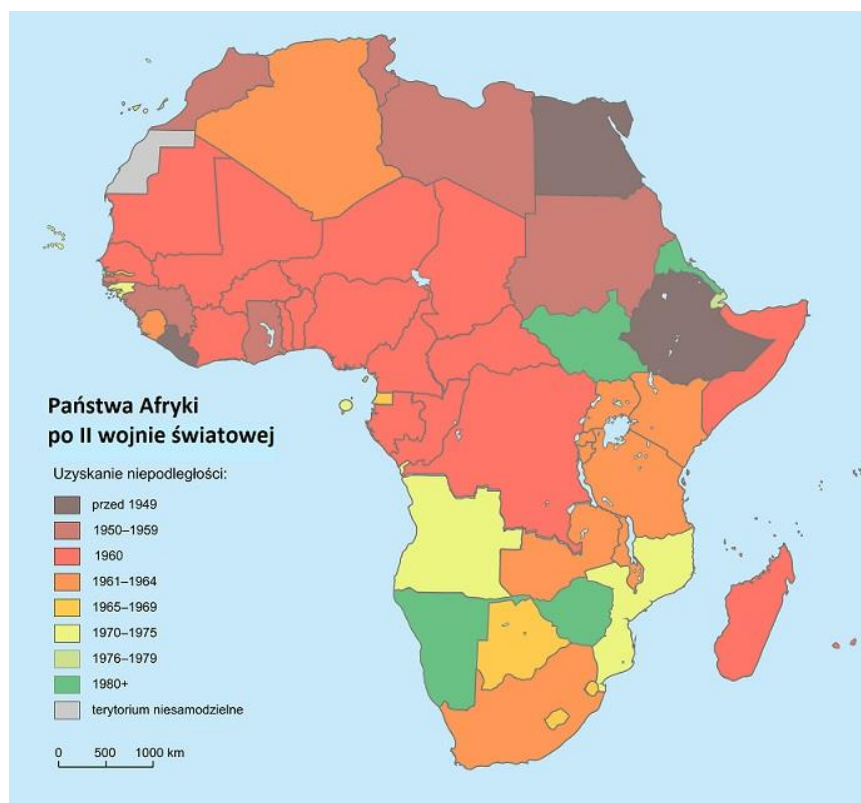 Państwa Afryki
po II wojnie światowej
Uzyskanie niepodległości:
przed 1949
1950–1959
1960
1961–1964
1965–1969
1970–1975
1976–1979
1980+
terytorium niesamodzielne
0 500 1000 km